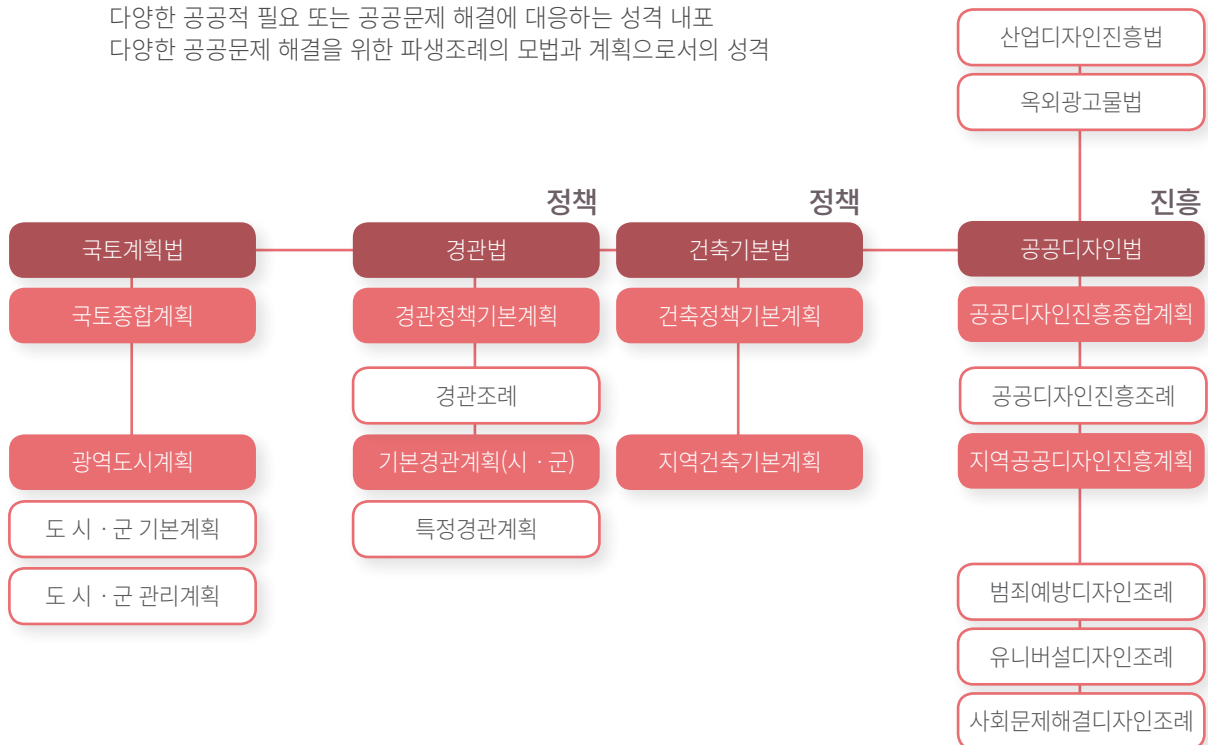 다양한 공공적 필요 또는 공공문제 해결에 대응하는 성격 내포
다양한 공공문제 해결을 위한 파생조례의 모법과 계획으로서의 성격
산업디자인진흥법
옥외광고물법
정책
정책
진흥
국토계획법
경관법
건축기본법
공공디자인법
국토종합계획
경관정책기본계획
건축정책기본계획
공공디자인진흥종합계획
경관조례
공공디자인진흥조례
광역도시계획
기본경관계획(시 · 군)
지역건축기본계획
지역공공디자인진흥계획
도 시 · 군 기본계획
특정경관계획
도 시 · 군 관리계획
범죄예방디자인조례
유니버설디자인조례
사회문제해결디자인조례